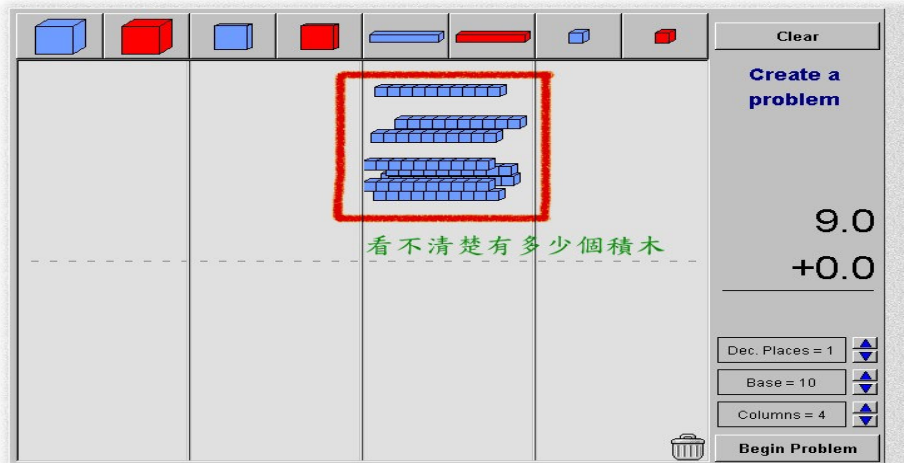 Clear
Create a
problem
9.0
+0.0
看不清楚有多少個積木
Dec. Places = 1
Base = 10
Columns = 4
Begin Problem